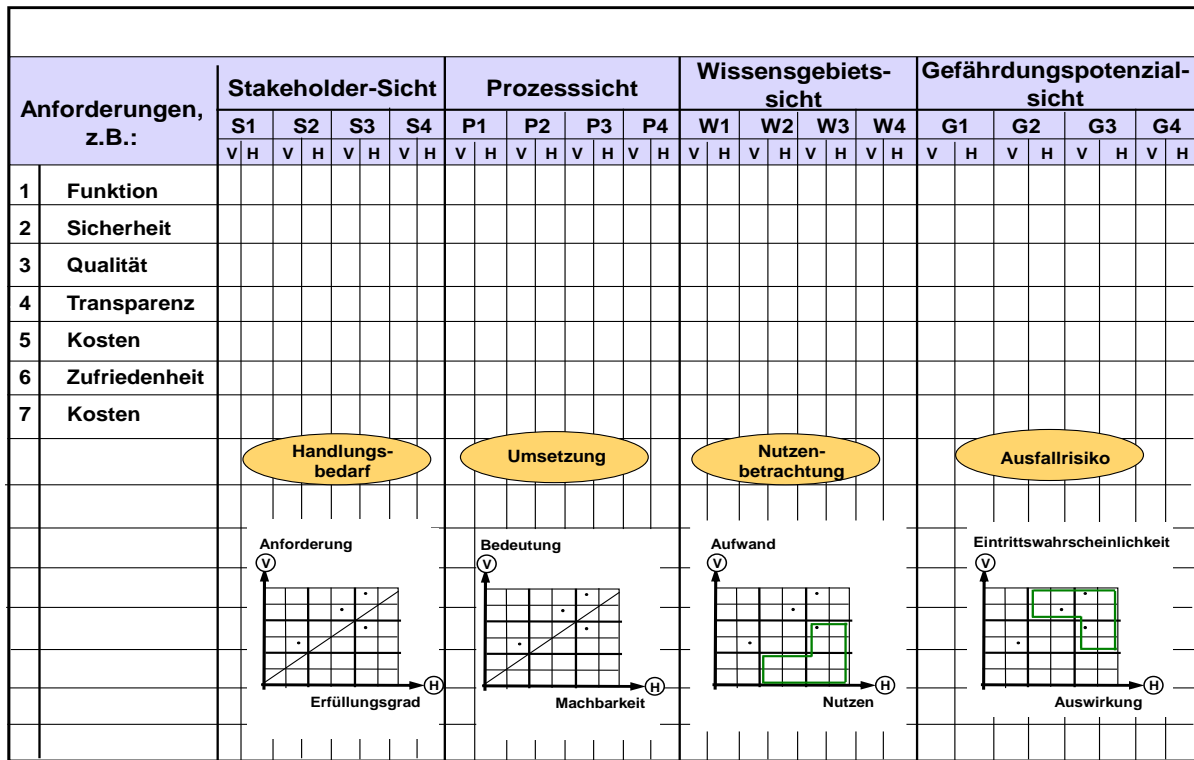 Anforderungen,
z.B.:
Stakeholder-Sicht
Prozesssicht
Wissensgebiets-
sicht
Gefährdungspotenzial-
sicht
S1 S2 S3 S4 P1 P2 P3 P4 W1 W2 W3 W4 G1 G2 G3 G4
V H V H V H V H V H V H V H V H V H V H V H V H V H V H V H V H
1 Funktion
2 Sicherheit
3 Qualität
4 Transparenz
5 Kosten
6 Zufriedenheit
7 Kosten
Handlungs-
bedarf
Umsetzung
Nutzen-
betrachtung
Ausfallrisiko
Anforderung
V
H
Erfüllungsgrad
Bedeutung
V
H
Machbarkeit
Aufwand
V
H
Nutzen
Eintrittswahrscheinlichkeit
V
H
Auswirkung